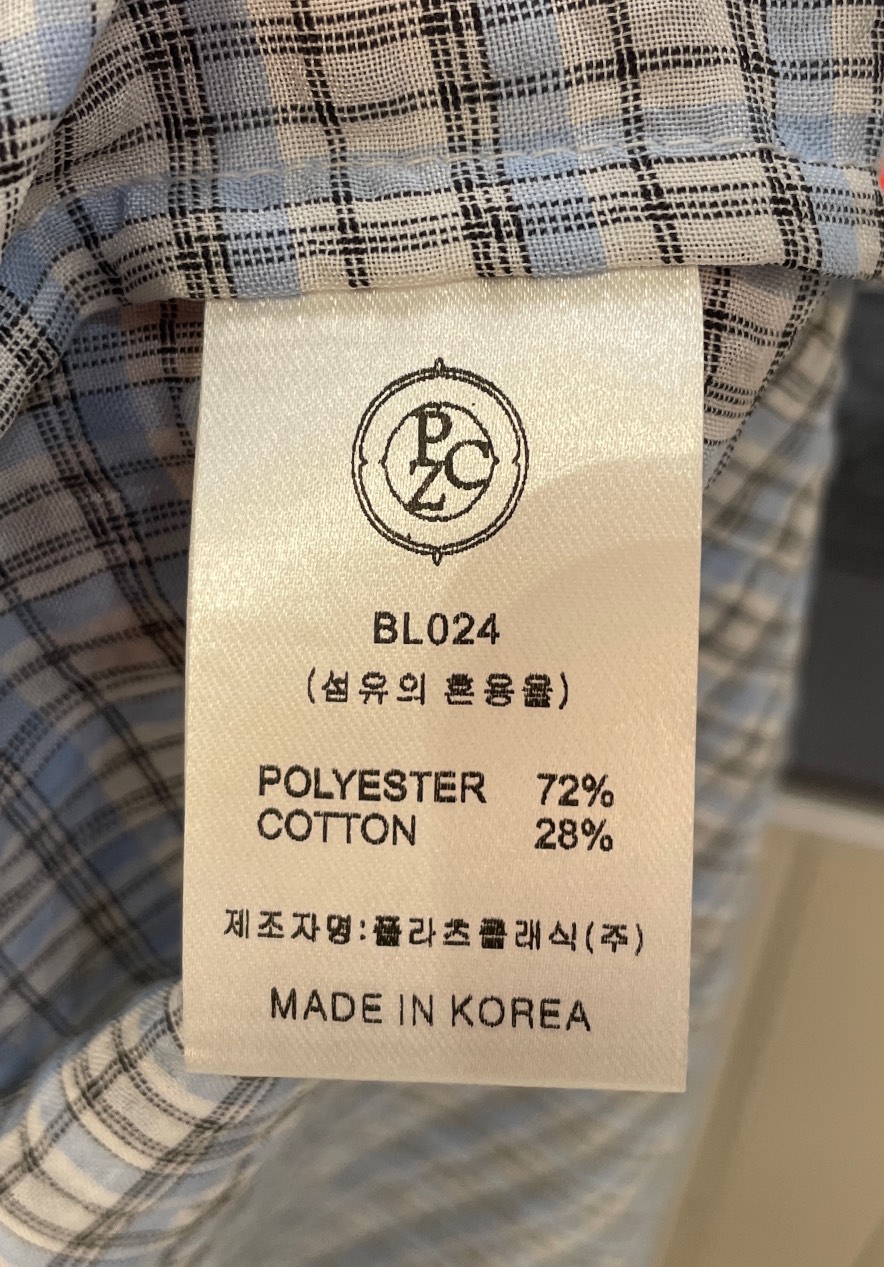 PZC
BL024
(섬유의 혼용율)
POLYESTER 72%
COTTON 28%
제조자명:플라츠클래식(주)
MADE IN KOREA